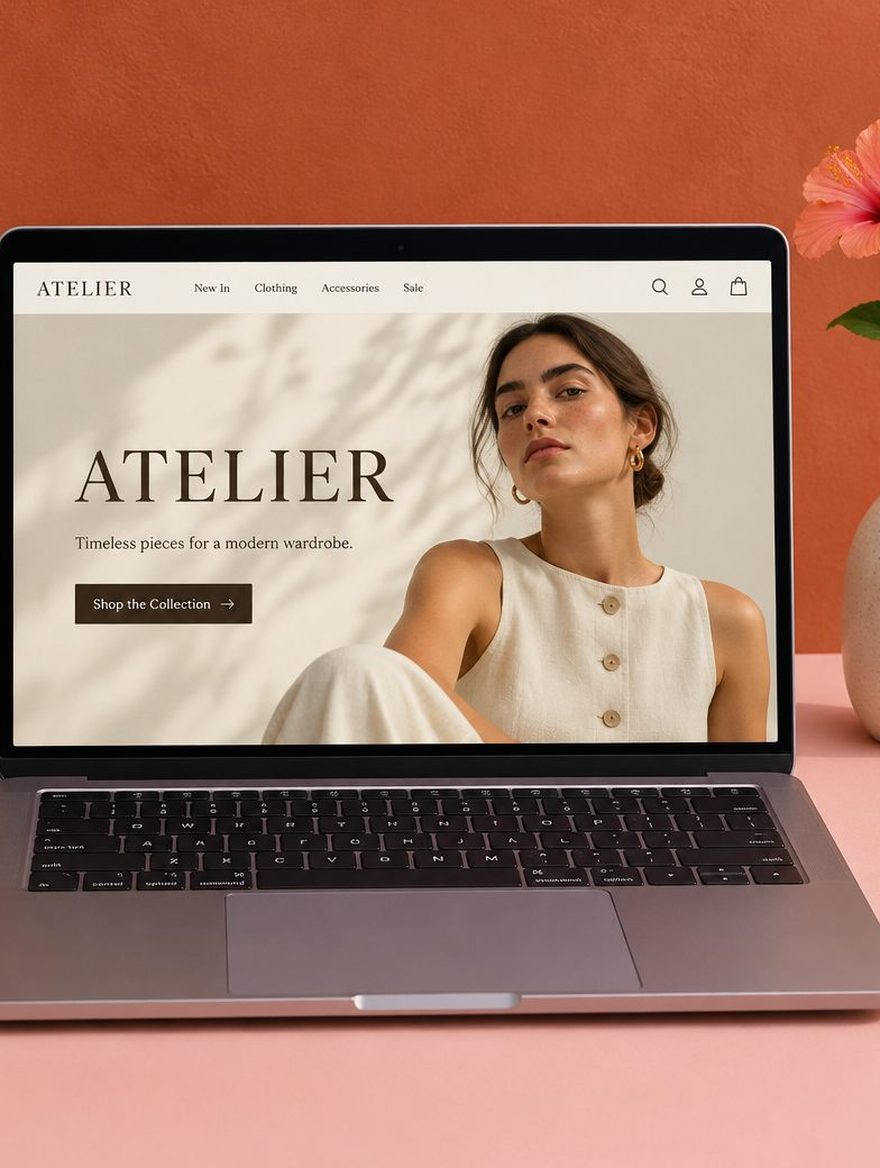 ATELIER
New In
Clothing
Accessories
Sale
ATELIER
Timeless pieces for a modern wardrobe.
Shop the Collection →